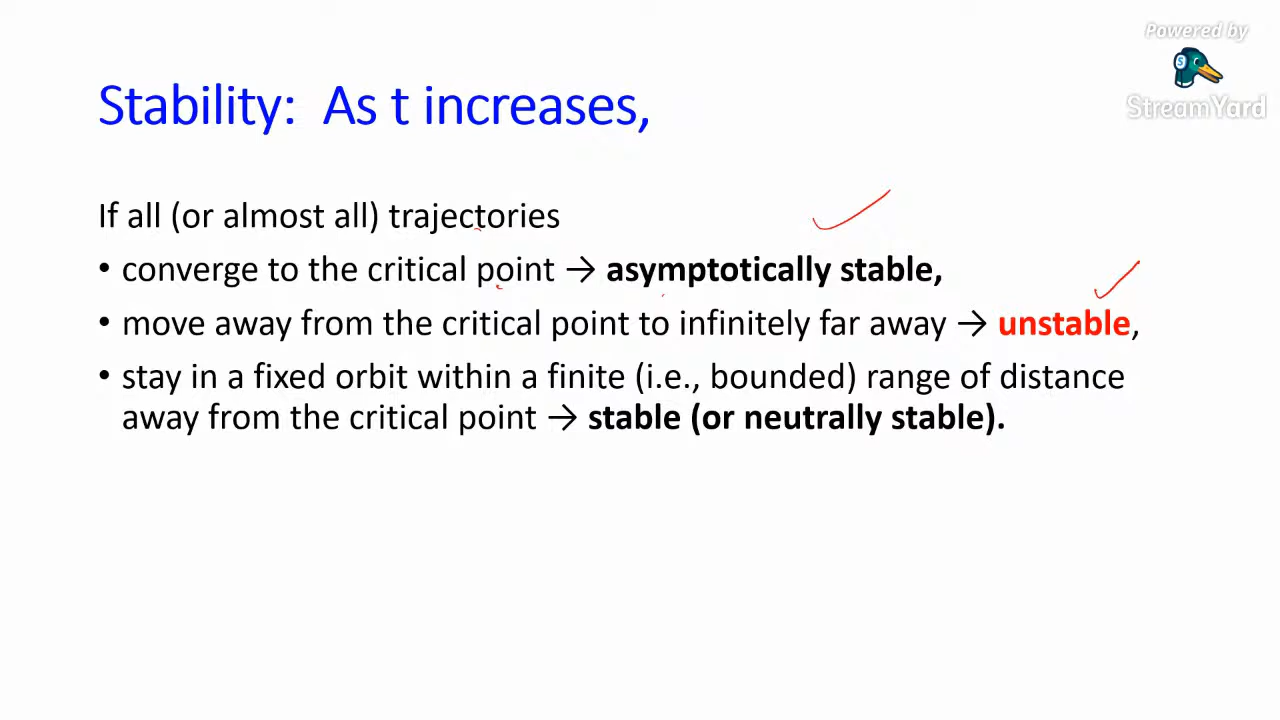 Powered by
StreamYard
Stability: As t increases,
If all (or almost all) trajectories
• converge to the critical point → asymptotically stable,
• move away from the critical point to infinitely far away → unstable,
• stay in a fixed orbit within a finite (i.e., bounded) range of distance
away from the critical point → stable (or neutrally stable).